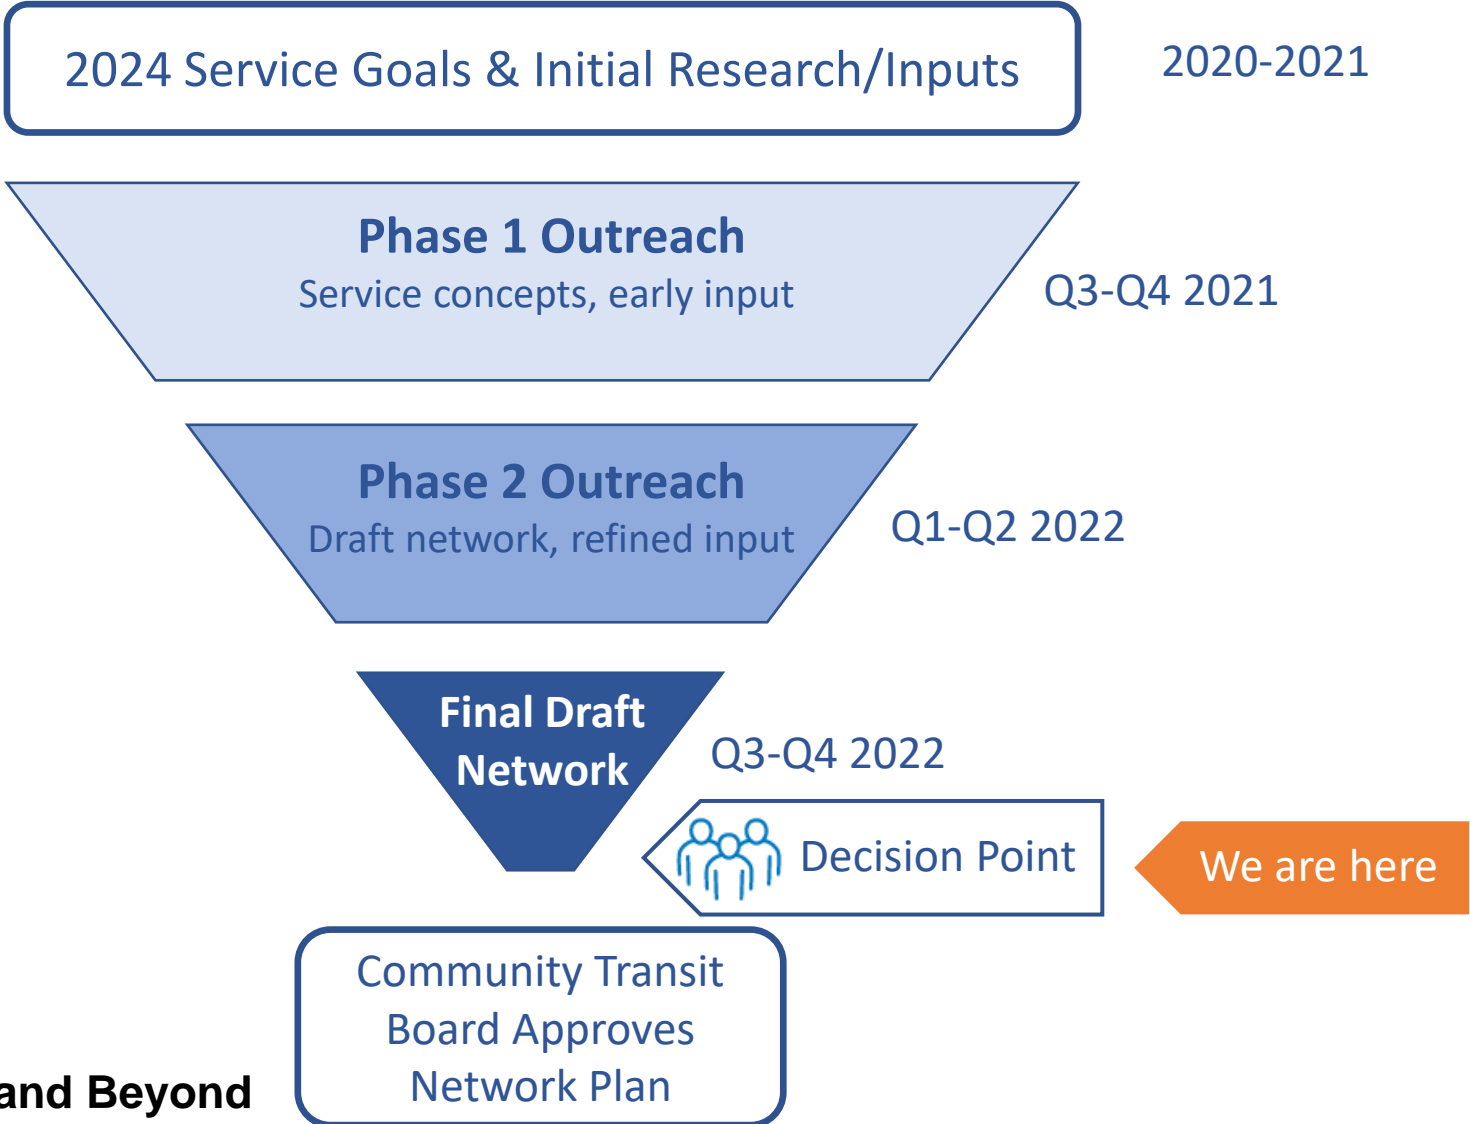 2024 Service Goals & Initial Research/Inputs
2020-2021
Phase 1 Outreach
Service concepts, early input
Q3-Q4 2021
Phase 2 Outreach
Draft network, refined input
Q1-Q2 2022
Final Draft
Network
Q3-Q4 2022
Decision Point
We are here
Community Transit
Board Approves
Network Plan
and Beyond